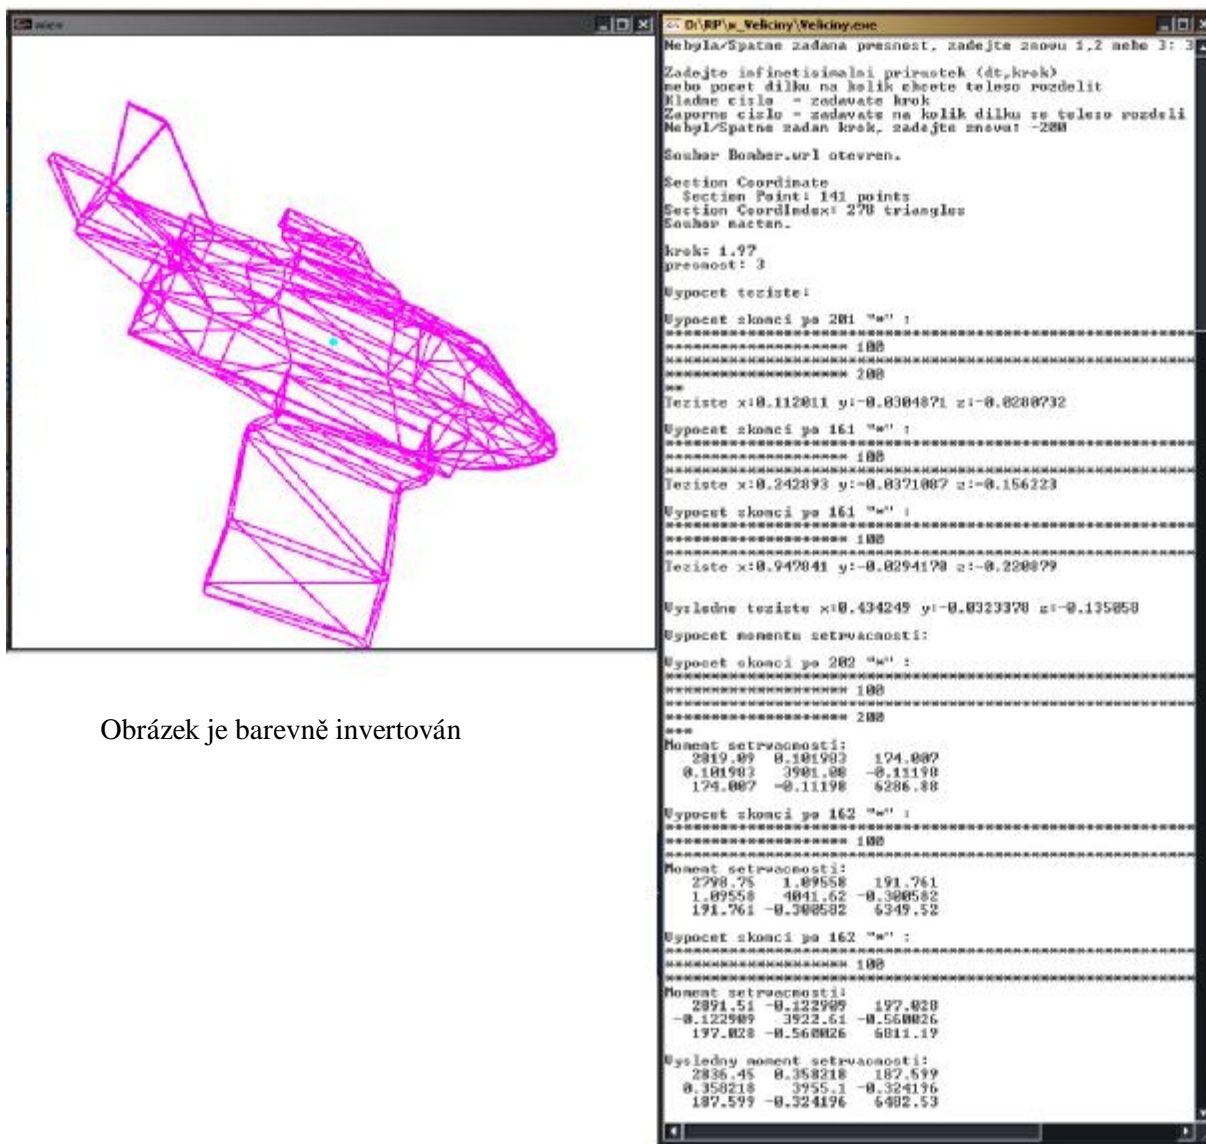 view
D:\RP\x_Veliciny\Veliciny.exe
Nebyla/Spatne zadana presnost, zadejte znovu 1,2 nebo 3: 3
Zadejte infinetisimalni prirustek (dt,krok)
nebo pocet dilku na kolik chcete teleso rozdelit
Kladne cislo - zadavate krok
Zaporne cislo - zadavate na kolik dilku se teleso rozdeli
Nebyl/Spatne zadan krok, zadejte znovu: -200
Soubor Bomber.wrl otevren.
Section Coordinate
Section Point: 141 points
Section CoordIndex: 278 triangles
Soubor nacten.
krok: 1.97
presnost: 3
Vypocet teziste:
Vypocet skonci po 201 "*" :
******************** 100
******************** 200
**
Teziste x:0.112011 y:-0.0304871 z:-0.0280732
Vypocet skonci po 161 "*" :
******************** 100
Teziste x:0.242893 y:-0.0371087 z:-0.156223
Vypocet skonci po 161 "*" :
******************** 100
Teziste x:0.947841 y:-0.0294178 z:-0.220879
Vysledne teziste x:0.434249 y:-0.0323378 z:-0.135058
Vypocet momentu setrvacnosti:
Vypocet skonci po 202 "*" :
******************** 100
******************** 200
***
Moment setrvacnosti:
2819.09 0.101983 174.007
0.101983 3901.08 -0.11198
174.007 -0.11198 6286.88
Vypocet skonci po 162 "*" :
******************** 100
Moment setrvacnosti:
2798.75 1.09558 191.761
1.09558 4041.62 -0.300582
191.761 -0.300582 6349.52
Vypocet skonci po 162 "*" :
******************** 100
Moment setrvacnosti:
2891.51 -0.122909 197.028
-0.122909 3922.61 -0.560026
197.028 -0.560026 6811.19
Vysledny moment setrvacnosti:
2836.45 0.358218 187.599
0.358218 3955.1 -0.324196
187.599 -0.324196 6482.53
Obrázek je barevně invertován